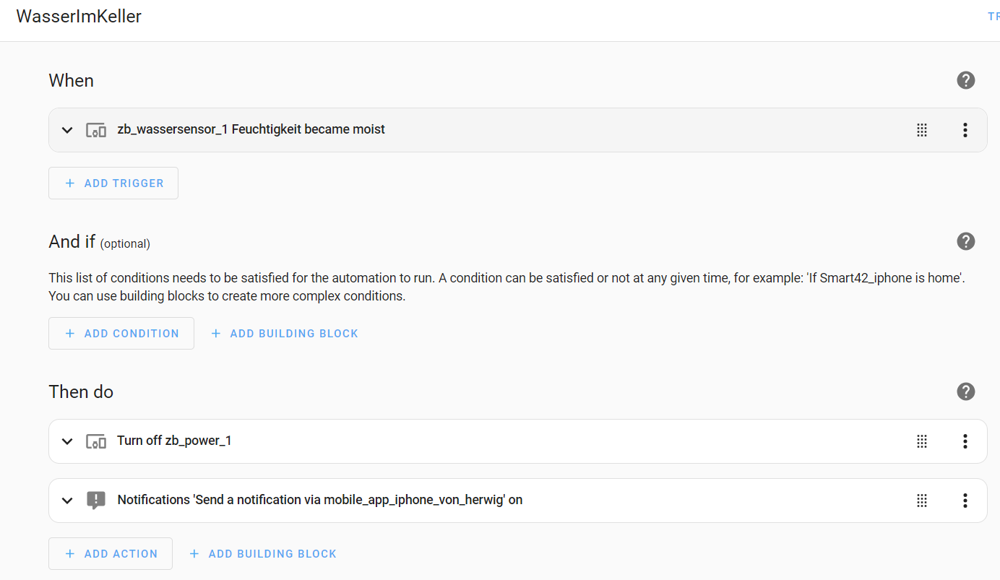 WasserImKeller
TR
When
zb_wassersensor_1 Feuchtigkeit became moist
+ ADD TRIGGER
And if (optional)
This list of conditions needs to be satisfied for the automation to run. A condition can be satisfied or not at any given time, for example: 'If Smart42_iphone is home'.
You can use building blocks to create more complex conditions.
+ ADD CONDITION + ADD BUILDING BLOCK
Then do
Turn off zb_power_1
Notifications 'Send a notification via mobile_app_iphone_von_herwig' on
+ ADD ACTION + ADD BUILDING BLOCK